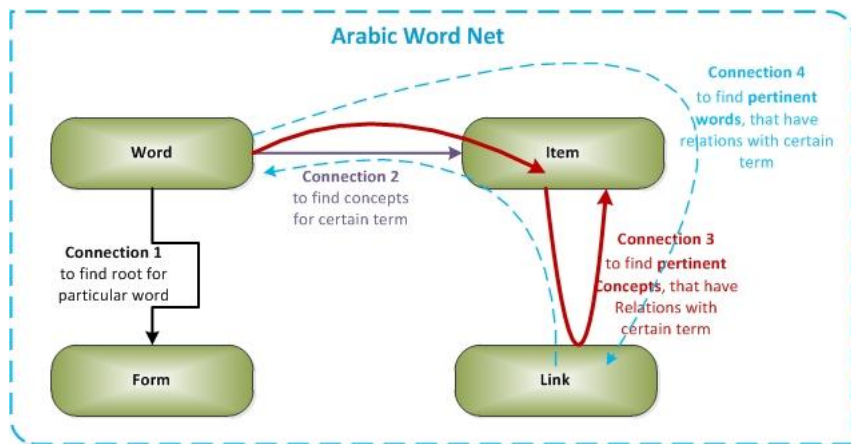 Arabic Word Net
Connection 4
to find pertinent
words, that have
relations with certain
term
Word
Item
Connection 2
to find concepts
for certain term
Connection 1
to find root for
particular word
Connection 3
to find pertinent
Concepts, that have
Relations with
certain term
Form
Link